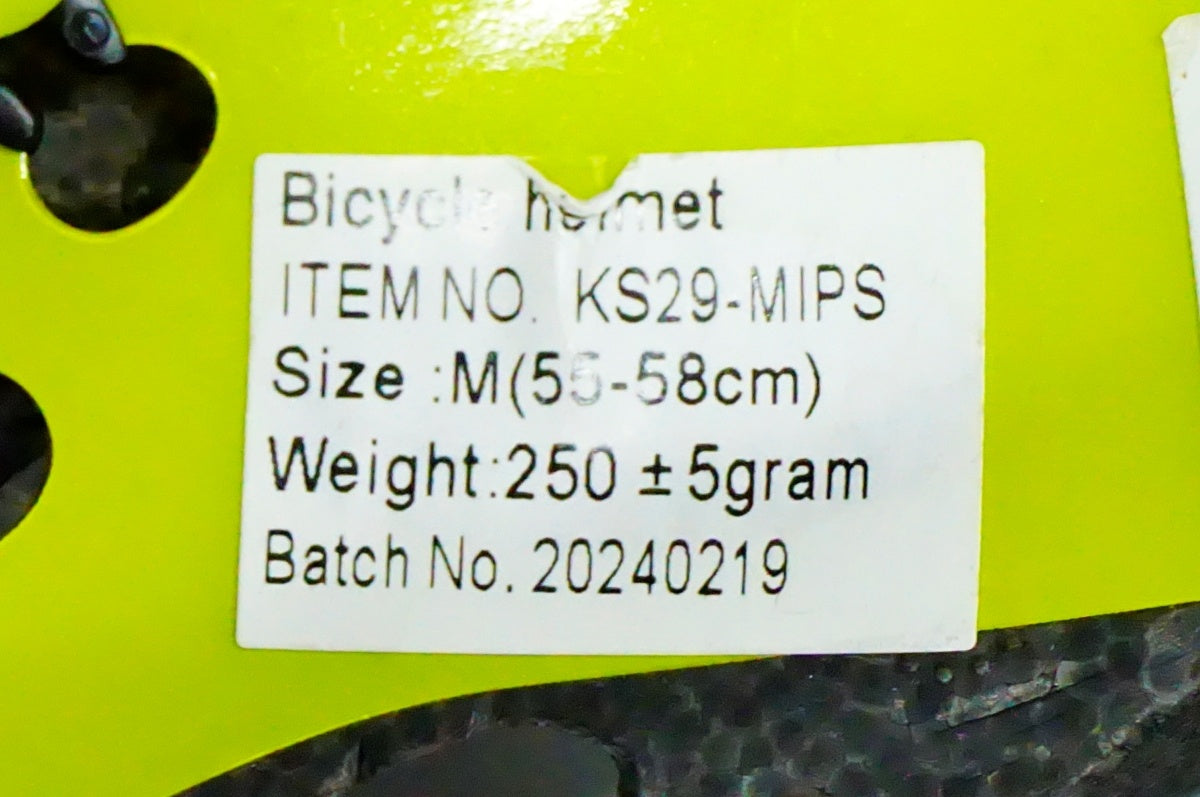 Bicycle helmet
ITEM NO. KS29-MIPS
Size :M(55-58cm)
Weight:250 ±5gram
Batch No. 20240219